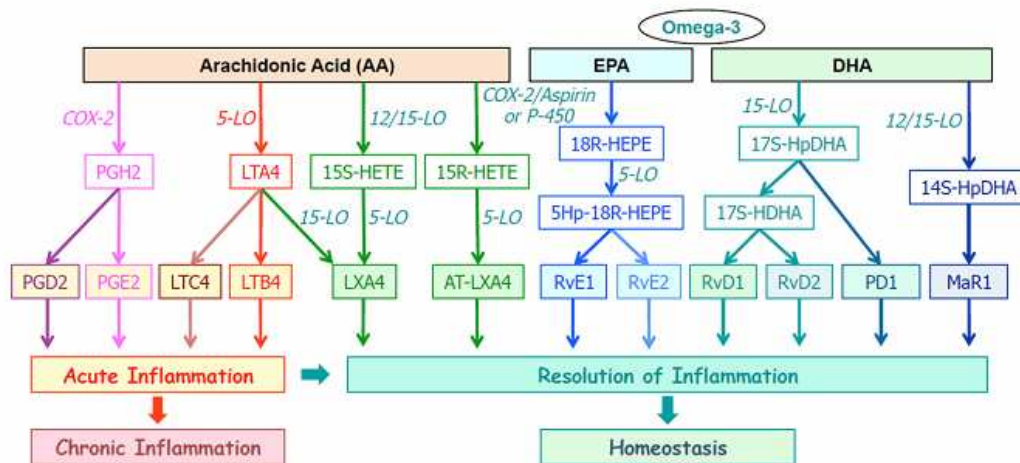 Omega-3
Arachidonic Acid (AA)
EPA
DHA
COX-2
5-LO
12/15-LO
COX-2/Aspirin
or P-450
15-LO
12/15-LO
PGH2
LTA4
15S-HETE
15R-HETE
18R-HEPE
17S-HpDHA
5-LO
14S-HpDHA
15-LO
5-LO
5-LO
5Hp-18R-HEPE
17S-HDHA
PGD2
PGE2
LTC4
LTB4
LXA4
AT-LXA4
RvE1
RvE2
RvD1
RvD2
PD1
MaR1
Acute Inflammation
Resolution of Inflammation
Chronic Inflammation
Homeostasis